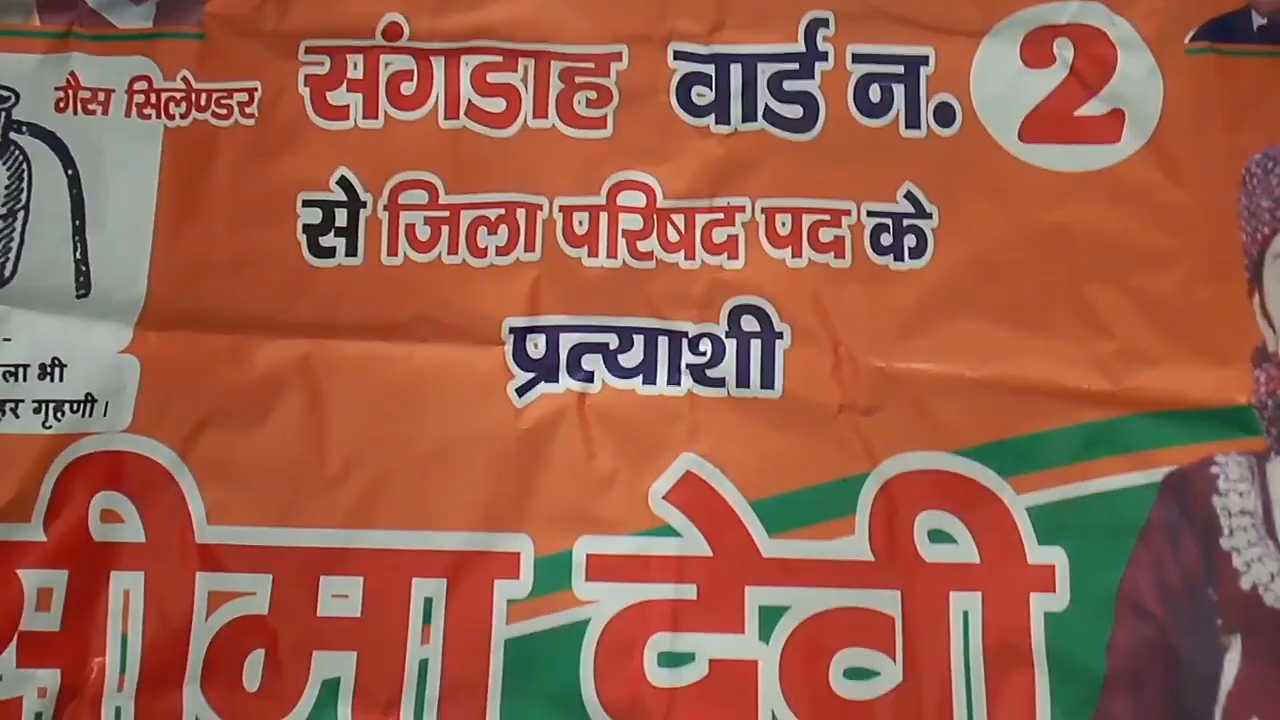 गैस सिलेण्डर
संगडाह वार्ड न. 2
से जिला परिषद पद के
प्रत्याशी
भी
गृहणी।
सीमा देवी